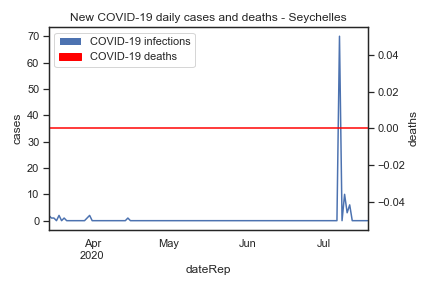 New COVID-19 daily cases and deaths - Seychelles
COVID-19 infections
COVID-19 deaths
70
60
50
40
30
20
10
0
cases
0.04
0.02
0.00
−0.02
−0.04
deaths
Apr
2020
May
Jun
Jul
dateRep